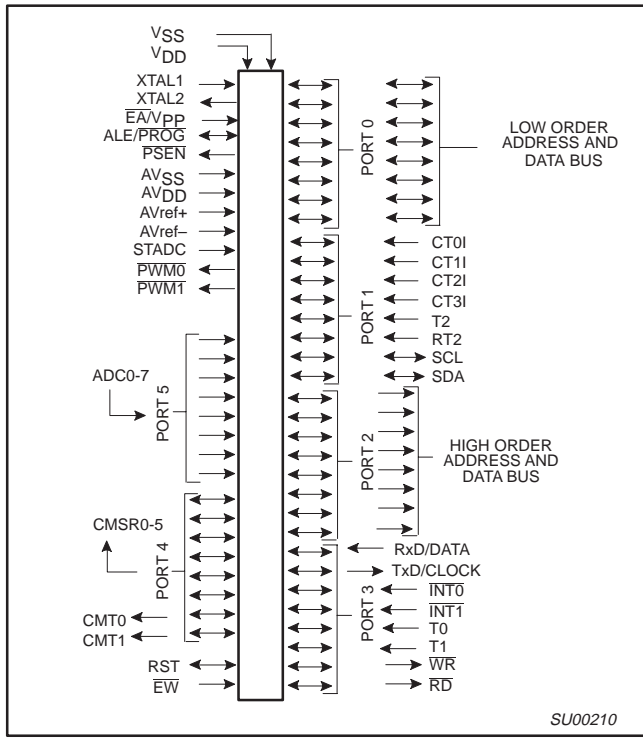 VSS
VDD
XTAL1
XTAL2
EA/VPP
ALE/PROG
PSEN
AVSS
AVDD
AVref+
AVref–
STADC
PWM0
PWM1
ADC0-7
PORT 5
CMSR0-5
PORT 4
CMT0
CMT1
RST
EW
PORT 0
LOW ORDER
ADDRESS AND
DATA BUS
PORT 1
CT0I
CT1I
CT2I
CT3I
T2
RT2
SCL
SDA
PORT 2
HIGH ORDER
ADDRESS AND
DATA BUS
PORT 3
RxD/DATA
TxD/CLOCK
INT0
INT1
T0
T1
WR
RD
SU00210